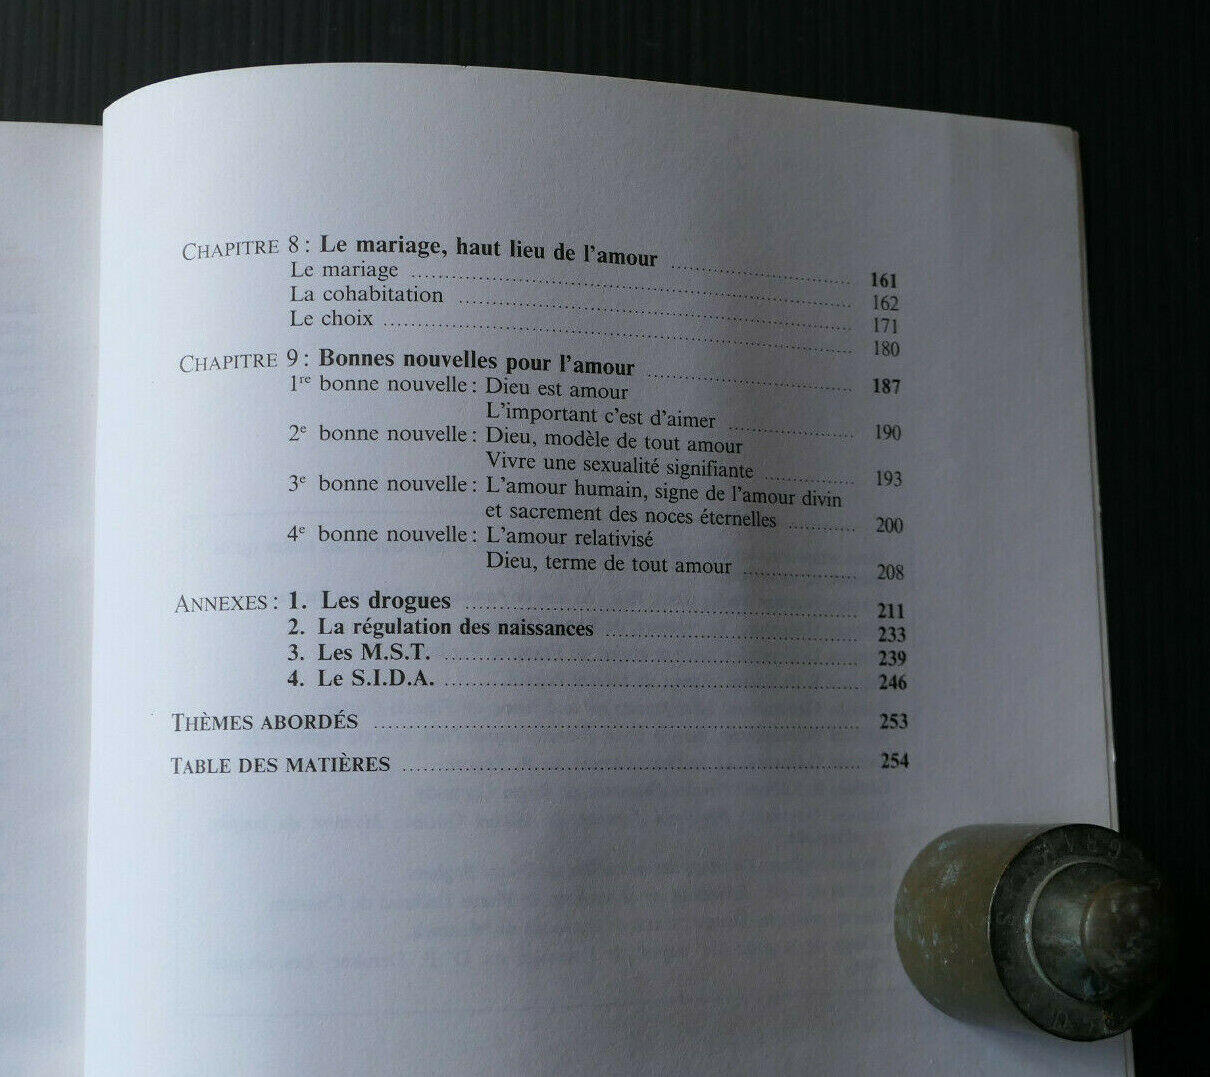 CHAPITRE 8 : Le mariage, haut lieu de l'amour ........ 161
Le mariage ........ 162
La cohabitation ........ 171
Le choix ........ 180
CHAPITRE 9 : Bonnes nouvelles pour l'amour ........ 187
1re bonne nouvelle : Dieu est amour
L'important c'est d'aimer ........ 190
2e bonne nouvelle : Dieu, modèle de tout amour
Vivre une sexualité signifiante ........ 193
3e bonne nouvelle : L'amour humain, signe de l'amour divin
et sacrement des noces éternelles ........ 200
4e bonne nouvelle : L'amour relativisé
Dieu, terme de tout amour ........ 208
ANNEXES : 1. Les drogues ........ 211
2. La régulation des naissances ........ 233
3. Les M.S.T. ........ 239
4. Le S.I.D.A. ........ 246
THÈMES ABORDÉS ........ 253
TABLE DES MATIÈRES ........ 254